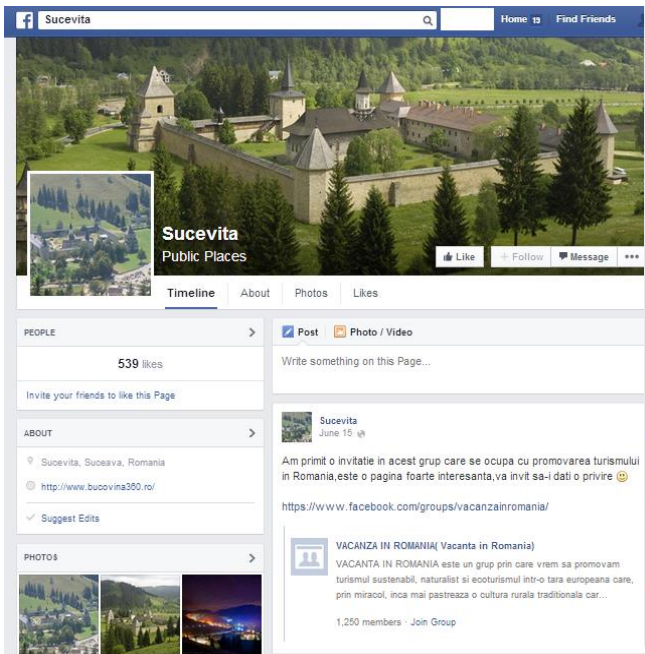 f Sucevita
Home 19 Find Friends
Sucevita
Public Places
Like + Follow Message •••
Timeline About Photos Likes
PEOPLE
539 likes
Invite your friends to like this Page
ABOUT
Sucevita, Suceava, Romania
http://www.bucovina360.ro/
Suggest Edits
PHOTOS
Post Photo / Video
Write something on this Page...
Sucevita
June 15
Am primit o invitatie in acest grup care se ocupa cu promovarea turismului
in Romania,este o pagina foarte interesanta,va invit sa-i dati o privire
https://www.facebook.com/groups/vacanzainromania/
VACANZA IN ROMANIA( Vacanta in Romania)
VACANTA IN ROMANIA este un grup prin care vrem sa promovam
turismul sustenabil, naturalist si ecoturismul intr-o tara europeana care,
prin miracol, inca mai pastreaza o cultura rurala traditionala car...
1,250 members · Join Group